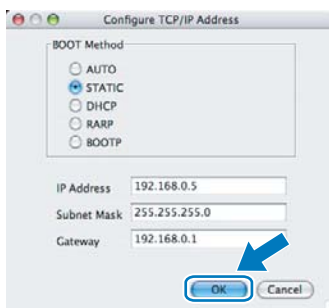 Configure TCP/IP Address
BOOT Method
AUTO
STATIC
DHCP
RARP
BOOTP
IP Address 192.168.0.5
Subnet Mask 255.255.255.0
Gateway 192.168.0.1
OK Cancel